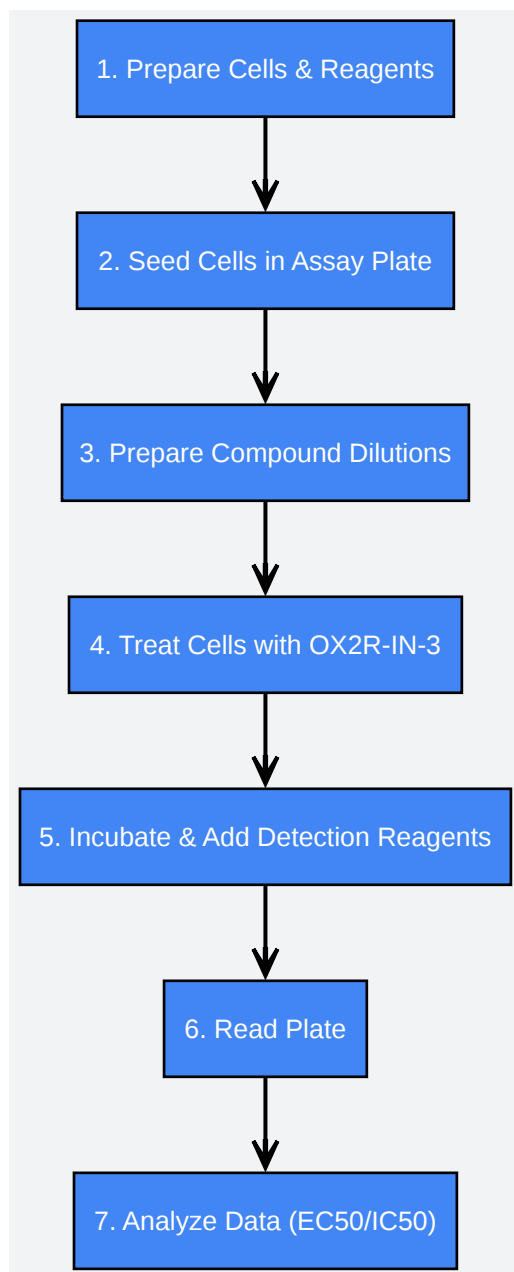 1. Prepare Cells & Reagents
2. Seed Cells in Assay Plate
3. Prepare Compound Dilutions
4. Treat Cells with OX2R-IN-3
5. Incubate & Add Detection Reagents
6. Read Plate
7. Analyze Data (EC50/IC50)